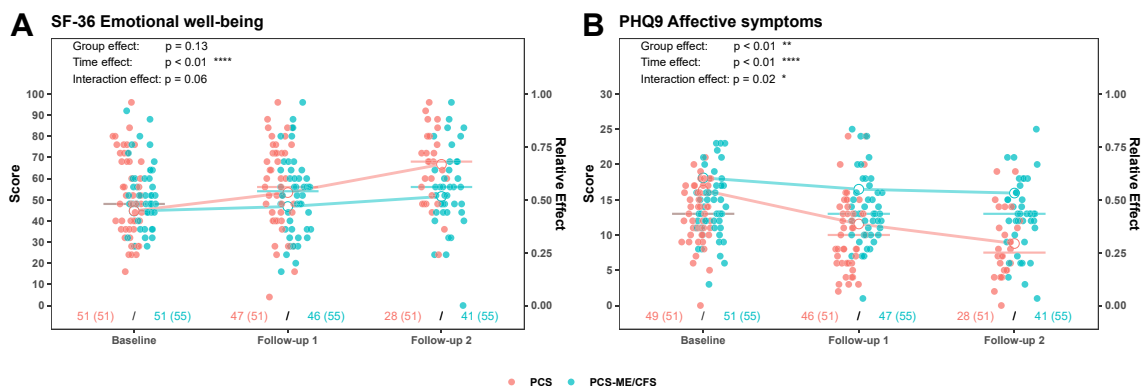 A SF-36 Emotional well-being
Group effect: p = 0.13
Time effect: p < 0.01 ****
Interaction effect: p = 0.06
Score
100
90
80
70
60
50
40
30
20
10
0
1.00
0.75
0.50
0.25
0.00
Relative Effect
51 (51) / 51 (55) 47 (51) / 46 (55) 28 (51) / 41 (55)
Baseline Follow-up 1 Follow-up 2
B PHQ9 Affective symptoms
Group effect: p < 0.01 **
Time effect: p < 0.01 ****
Interaction effect: p = 0.02 *
Score
30
25
20
15
10
5
0
1.00
0.75
0.50
0.25
0.00
Relative Effect
49 (51) / 51 (55) 46 (51) / 47 (55) 28 (51) / 41 (55)
Baseline Follow-up 1 Follow-up 2
PCS PCS-ME/CFS